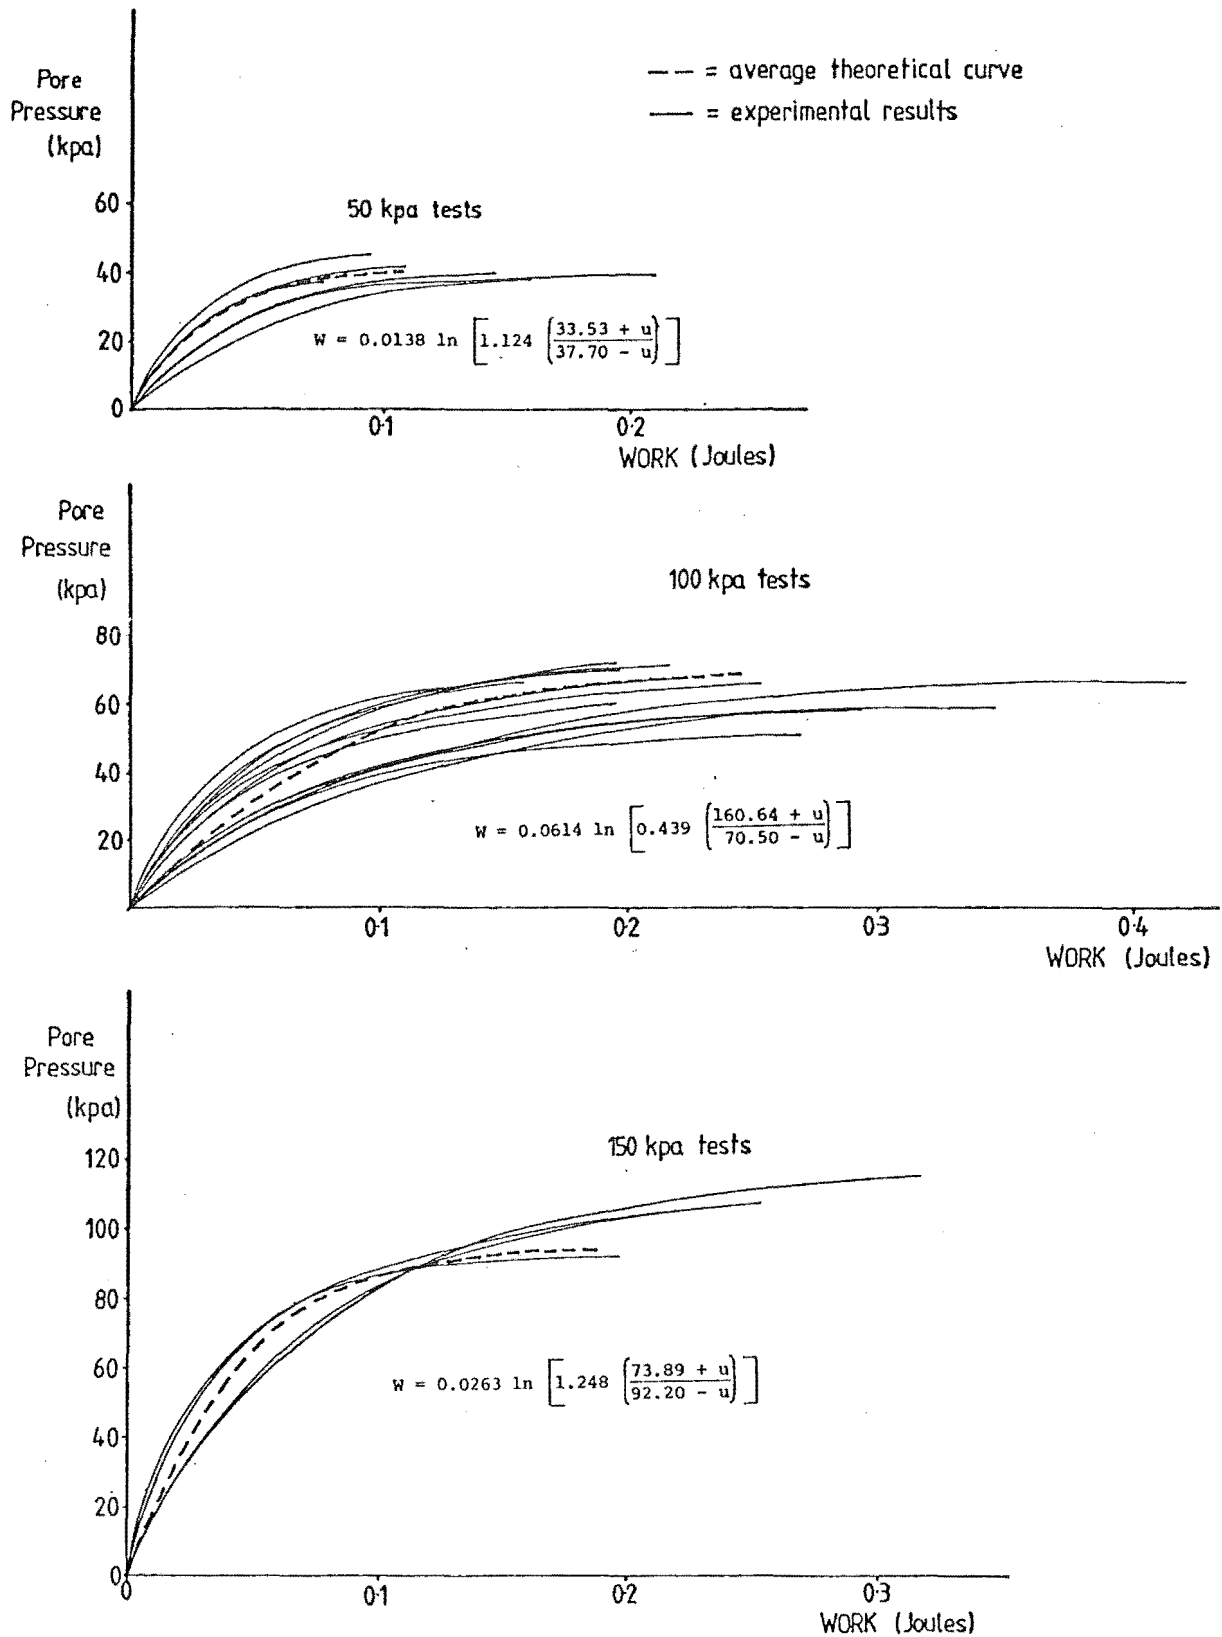 Pore
Pressure
(kpa)
--- = average theoretical curve
— = experimental results
50 kpa tests
60
40
20
0
W = 0.0138 ln [1.124 (33.53 + u / 37.70 - u)]
0·1
0·2
WORK (Joules)
Pore
Pressure
(kpa)
100 kpa tests
80
60
40
20
W = 0.0614 ln [0.439 (160.64 + u / 70.50 - u)]
0·1
0·2
0·3
0·4
WORK (Joules)
Pore
Pressure
(kpa)
150 kpa tests
120
100
80
60
40
20
0
W = 0.0263 ln [1.248 (73.89 + u / 92.20 - u)]
0
0·1
0·2
0·3
WORK (Joules)